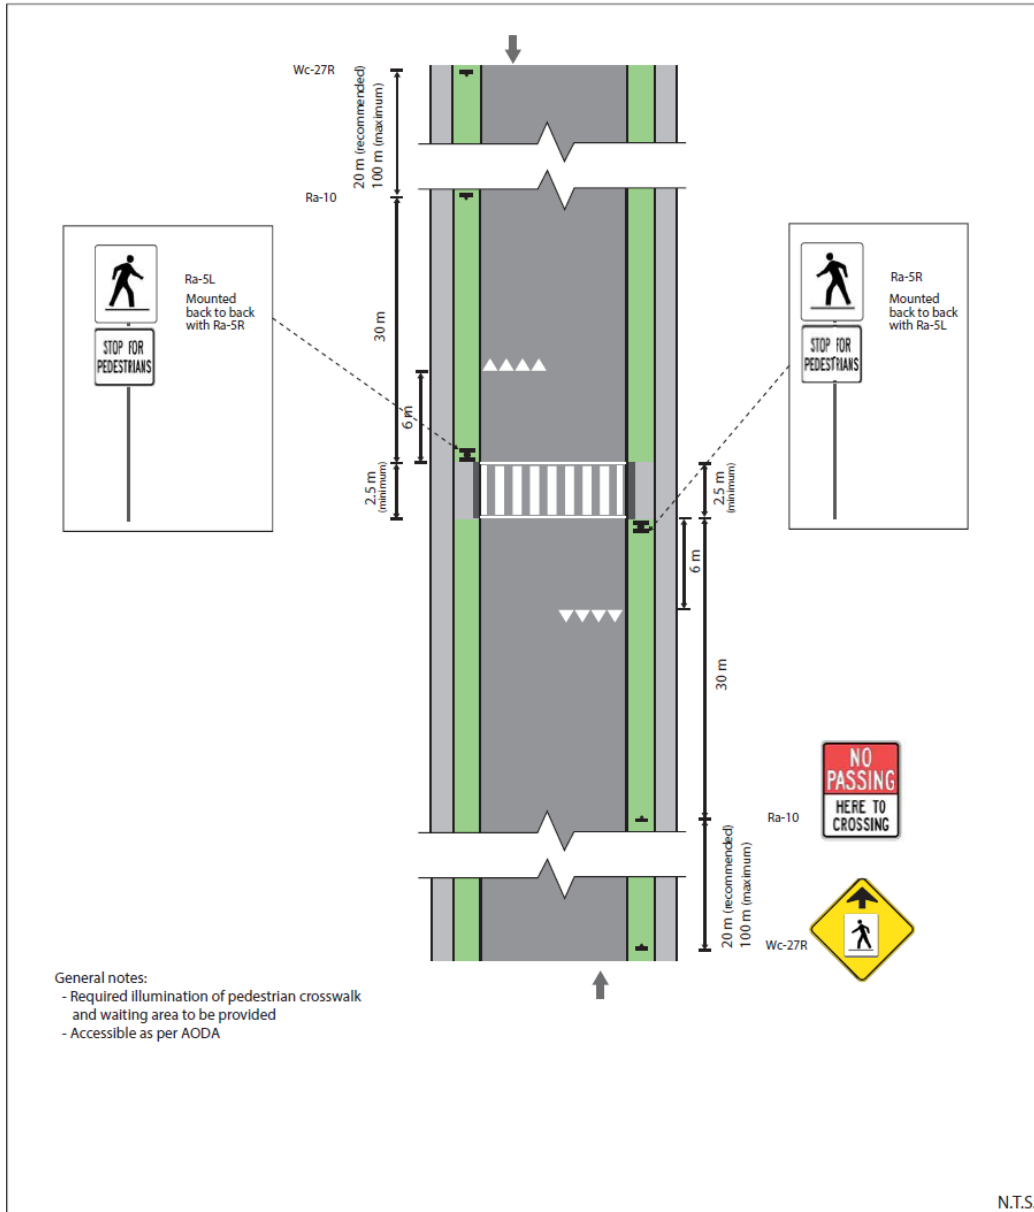 Wc-27R
20 m (recommended)
100 m (maximum)
Ra-10
30 m
6 m
2.5 m
(minimum)
Ra-5L
Mounted
back to back
with Ra-5R
STOP FOR
PEDESTRIANS
Ra-5R
Mounted
back to back
with Ra-5L
STOP FOR
PEDESTRIANS
2.5 m
(minimum)
6 m
30 m
Ra-10
NO
PASSING
HERE TO
CROSSING
20 m (recommended)
100 m (maximum)
Wc-27R
General notes:
- Required illumination of pedestrian crosswalk
and waiting area to be provided
- Accessible as per AODA
N.T.S.